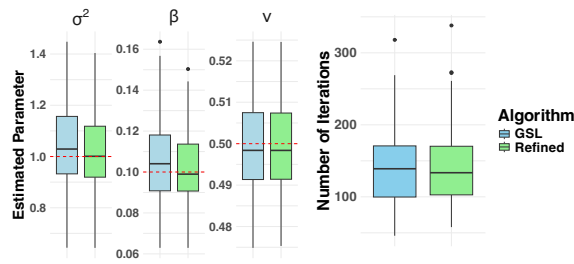 σ²
β
ν
Estimated Parameter
1.4
1.2
1.0
0.8
0.16
0.14
0.12
0.10
0.08
0.06
0.52
0.51
0.50
0.49
0.48
Number of Iterations
300
200
100
Algorithm
GSL
Refined